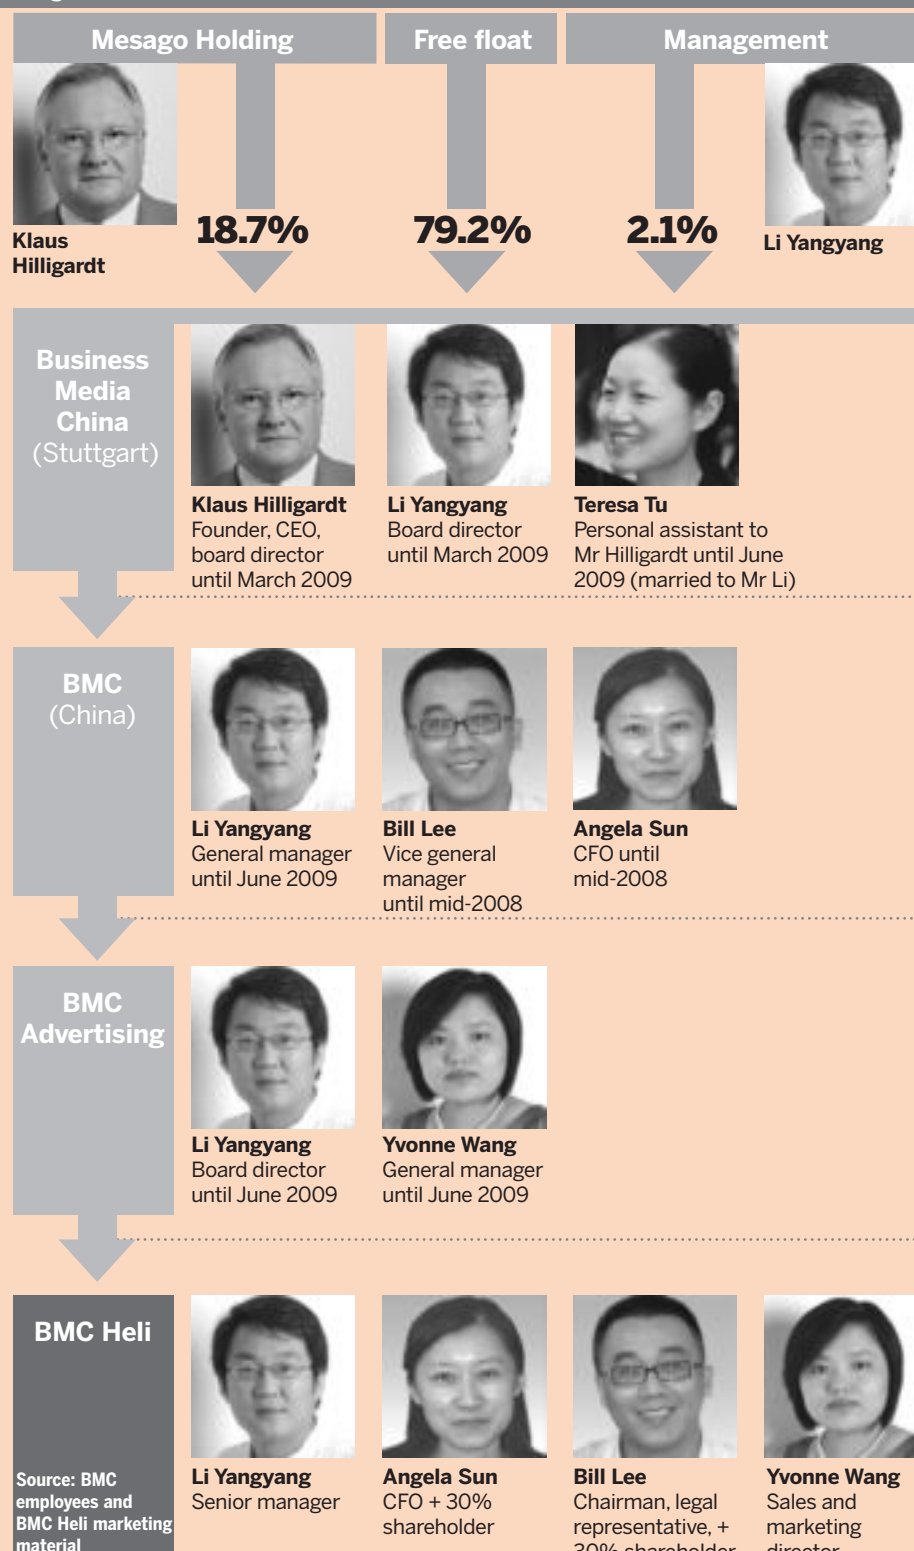 Mesago Holding
Free float
Management
Klaus
Hilligardt
18.7%
79.2%
2.1%
Li Yangyang
Business
Media
China
(Stuttgart)
Klaus Hilligardt
Founder, CEO,
board director
until March 2009
Li Yangyang
Board director
until March 2009
Teresa Tu
Personal assistant to
Mr Hilligardt until June
2009 (married to Mr Li)
BMC
(China)
Li Yangyang
General manager
until June 2009
Bill Lee
Vice general
manager
until mid-2008
Angela Sun
CFO until
mid-2008
BMC
Advertising
Li Yangyang
Board director
until June 2009
Yvonne Wang
General manager
until June 2009
BMC Heli
Source: BMC
employees and
BMC Heli marketing
material
Li Yangyang
Senior manager
Angela Sun
CFO + 30%
shareholder
Bill Lee
Chairman, legal
representative, +
30% shareholder
Yvonne Wang
Sales and
marketing
director